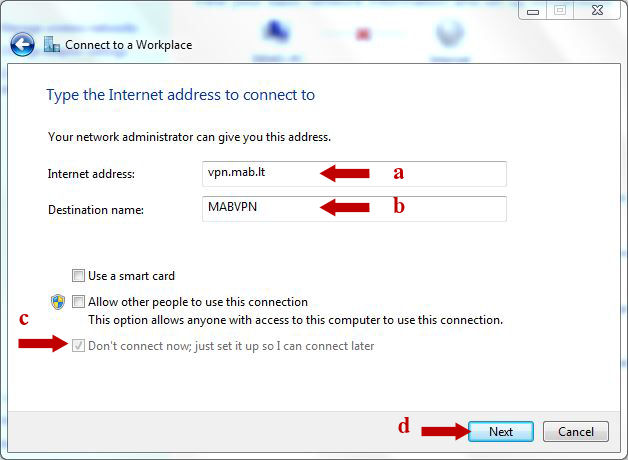 Connect to a Workplace
Type the Internet address to connect to
Your network administrator can give you this address.
Internet address: vpn.mab.lt a
Destination name: MABVPN b
Use a smart card
Allow other people to use this connection
This option allows anyone with access to this computer to use this connection.
c
Don't connect now; just set it up so I can connect later
d Next Cancel